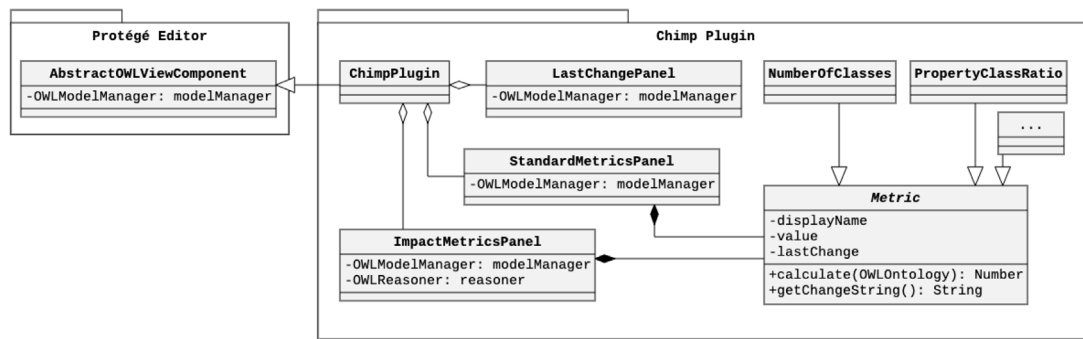 Protégé Editor
Chimp Plugin
AbstractOWLViewComponent
-OWLModelManager: modelManager
ChimpPlugin
LastChangePanel
-OWLModelManager: modelManager
NumberOfClasses
PropertyClassRatio
...
StandardMetricsPanel
-OWLModelManager: modelManager
Metric
-displayName
-value
-lastChange
+calculate(OWLOntology): Number
+getChangeString(): String
ImpactMetricsPanel
-OWLModelManager: modelManager
-OWLReasoner: reasoner